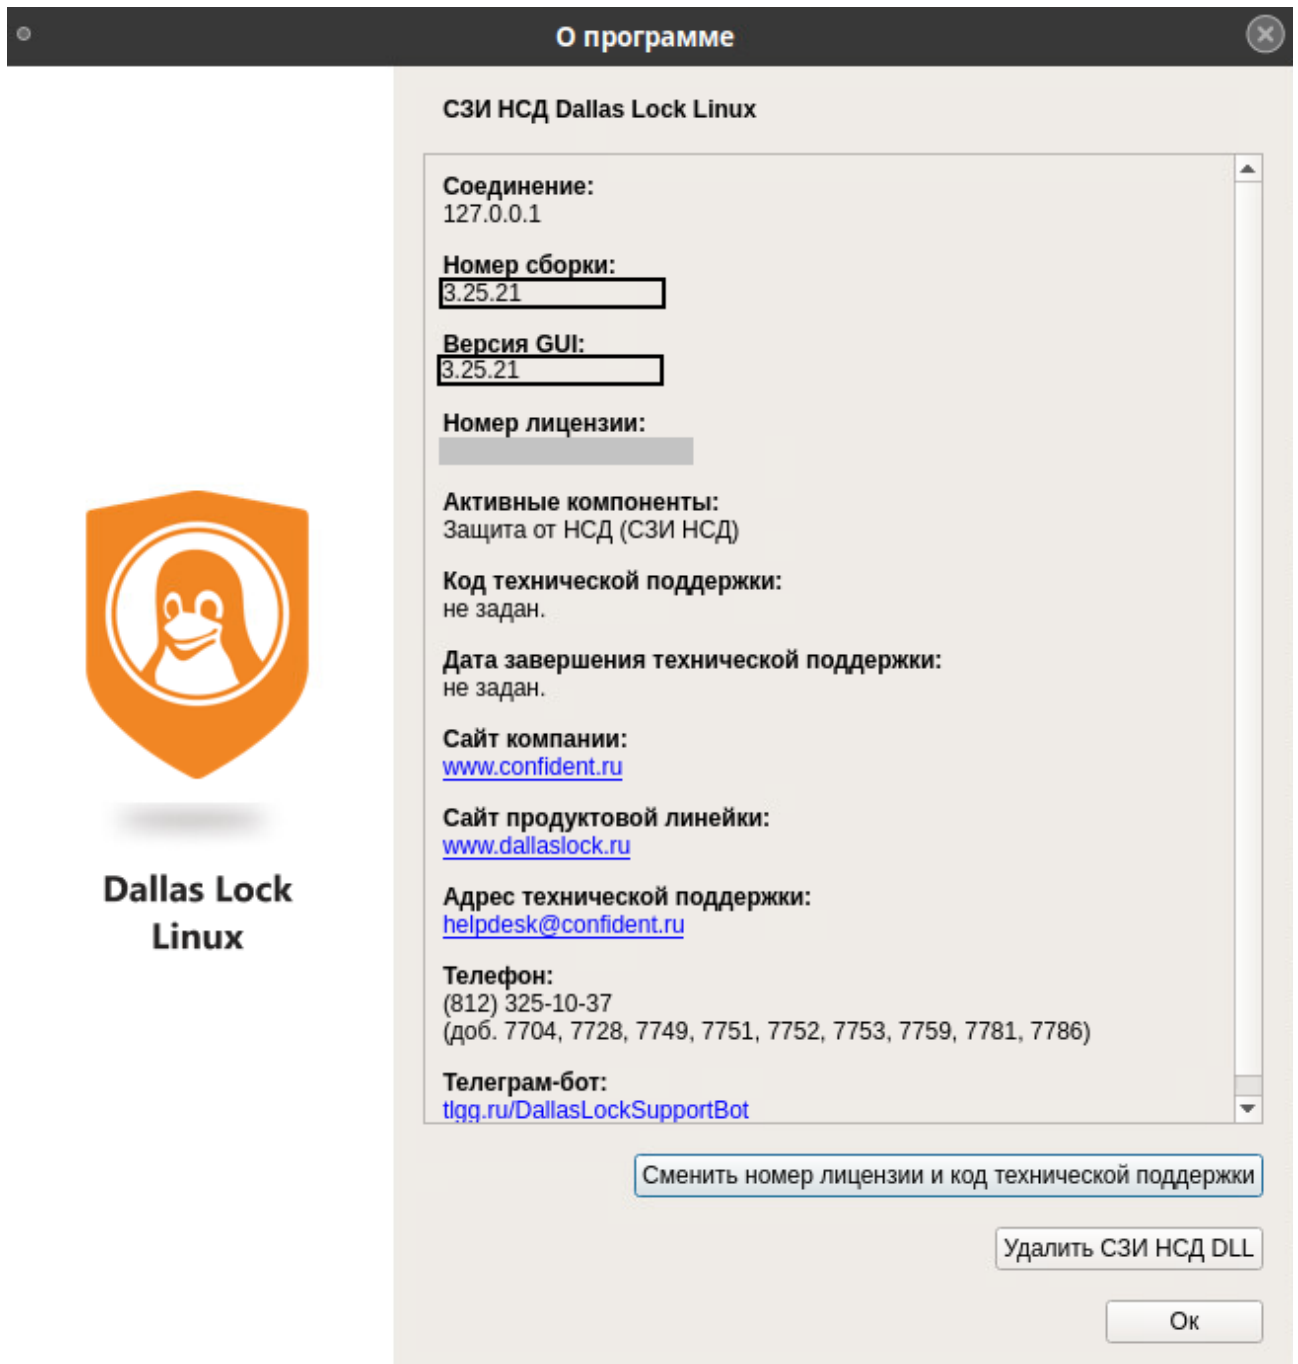 О программе
СЗИ НСД Dallas Lock Linux
Соединение:
127.0.0.1
Номер сборки:
3.25.21
Версия GUI:
3.25.21
Номер лицензии:
Активные компоненты:
Защита от НСД (СЗИ НСД)
Код технической поддержки:
не задан.
Дата завершения технической поддержки:
не задан.
Сайт компании:
www.confident.ru
Сайт продуктовой линейки:
www.dallaslock.ru
Адрес технической поддержки:
helpdesk@confident.ru
Телефон:
(812) 325-10-37
(доб. 7704, 7728, 7749, 7751, 7752, 7753, 7759, 7781, 7786)
Телеграм-бот:
tlgg.ru/DallasLockSupportBot
Dallas Lock
Linux
Сменить номер лицензии и код технической поддержки
Удалить СЗИ НСД DLL
Ок